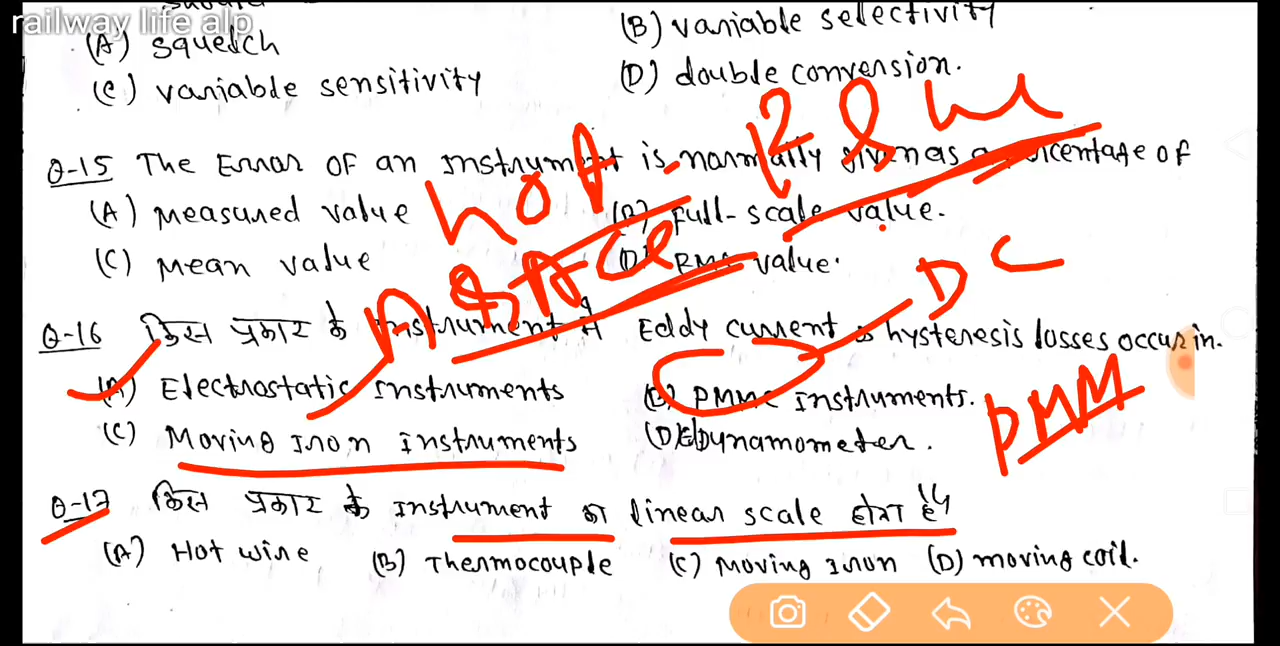 railway life alp
(A) squelch (B) variable selectivity
(C) variable sensitivity (D) double conversion.
Q-15 The Error OF an Instrument is normally given as a percentage of
(A) measured value (B) Full-scale value.
(C) mean value (D) RMS value.
Q-16 किस प्रकार के Instrument में Eddy current & hysteresis losses occur in.
(A) Electrostatic Instruments (B) PMMC Instruments.
(C) Moving Iron Instruments (D) Edynamometer.
Q-17 किस प्रकार के Instrument का linear scale होता है 14
(A) Hot wire (B) Thermocouple (C) Moving Iron (D) moving coil.
DC
PMM